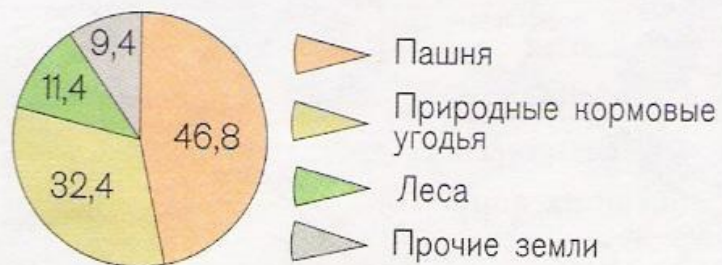 9,4
11,4
46,8
32,4
Пашня
Природные кормовые
угодья
Леса
Прочие земли